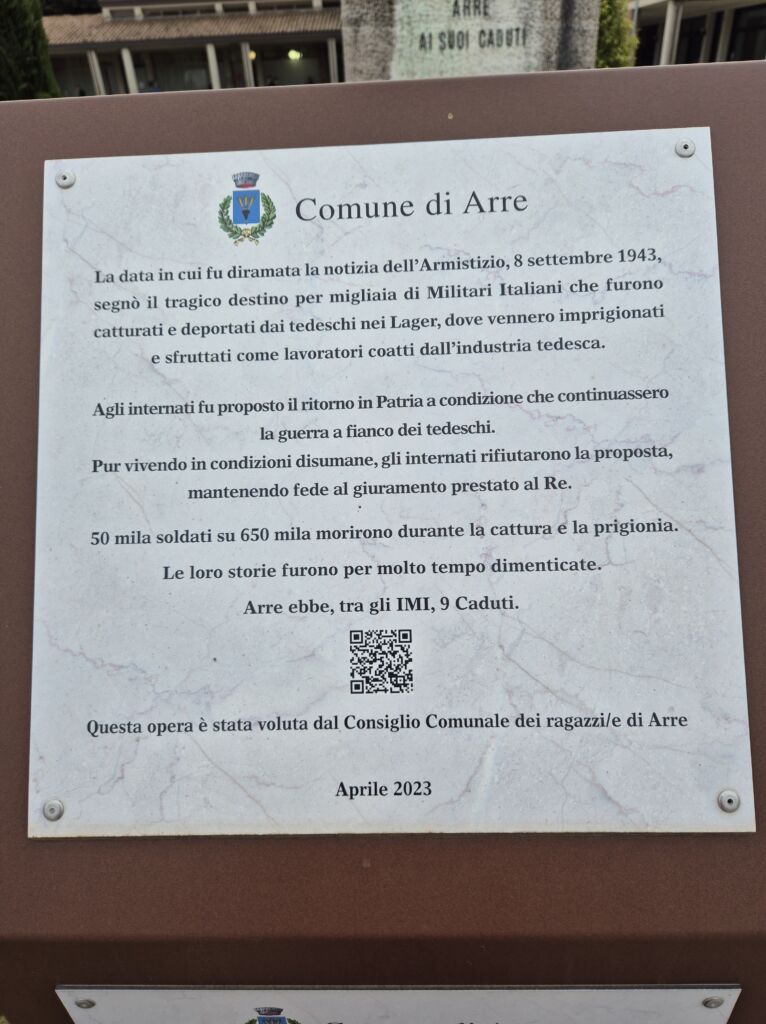 ARRE
AI SUOI CADUTI
Comune di Arre
La data in cui fu diramata la notizia dell'Armistizio, 8 settembre 1943,
segnò il tragico destino per migliaia di Militari Italiani che furono
catturati e deportati dai tedeschi nei Lager, dove vennero imprigionati
e sfruttati come lavoratori coatti dall'industria tedesca.
Agli internati fu proposto il ritorno in Patria a condizione che continuassero
la guerra a fianco dei tedeschi.
Pur vivendo in condizioni disumane, gli internati rifiutarono la proposta,
mantenendo fede al giuramento prestato al Re.
50 mila soldati su 650 mila morirono durante la cattura e la prigionia.
Le loro storie furono per molto tempo dimenticate.
Arre ebbe, tra gli IMI, 9 Caduti.
Questa opera è stata voluta dal Consiglio Comunale dei ragazzi/e di Arre
Aprile 2023